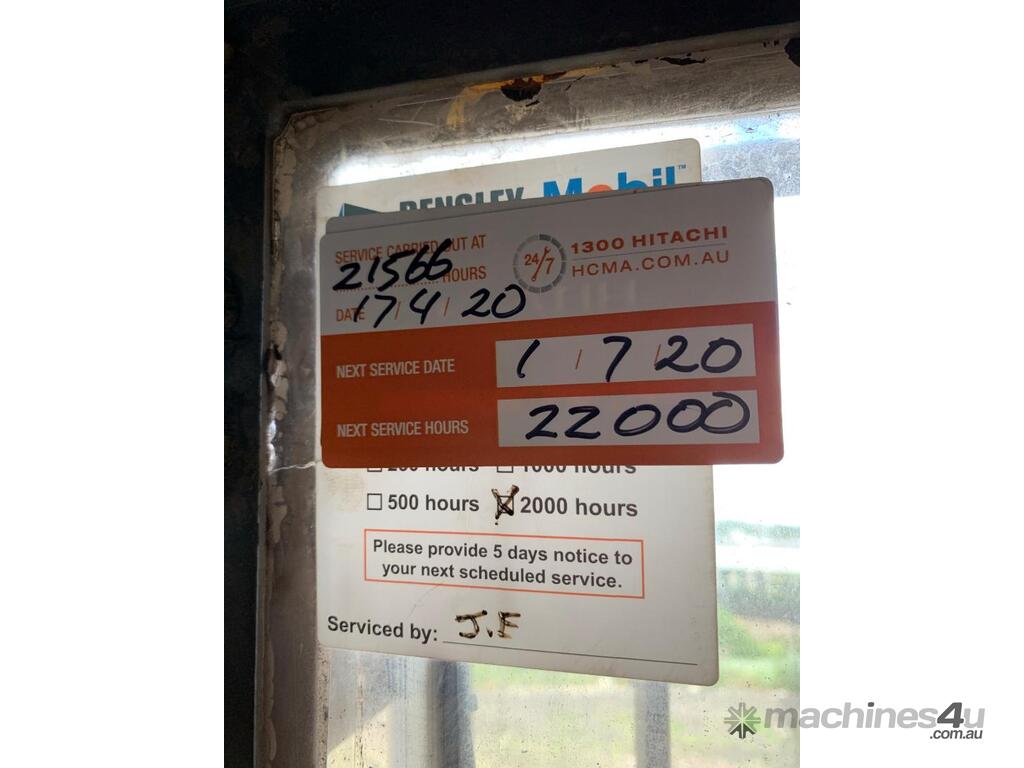 BENSLEY Mobil™
SERVICE CARRIED OUT AT
21566 HOURS
DATE 17/4/20
24/7
1300 HITACHI
HCMA.COM.AU
NEXT SERVICE DATE 1/7/20
NEXT SERVICE HOURS 22000
1000 hours
500 hours 2000 hours
Please provide 5 days notice to
your next scheduled service.
Serviced by: J.F
machines4u
.com.au